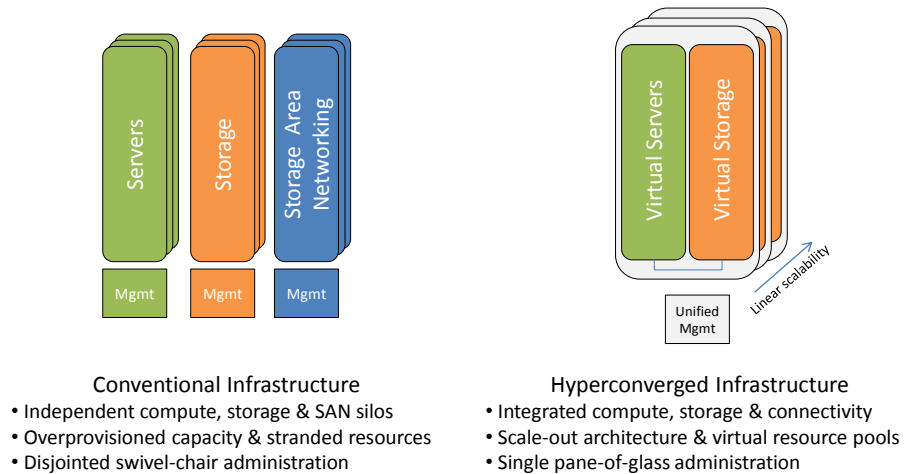 Servers
Storage
Storage Area
Networking
Mgmt
Mgmt
Mgmt
Virtual Servers
Virtual Storage
Linear scalability
Unified
Mgmt
Conventional Infrastructure
• Independent compute, storage & SAN silos
• Overprovisioned capacity & stranded resources
• Disjointed swivel-chair administration
Hyperconverged Infrastructure
• Integrated compute, storage & connectivity
• Scale-out architecture & virtual resource pools
• Single pane-of-glass administration